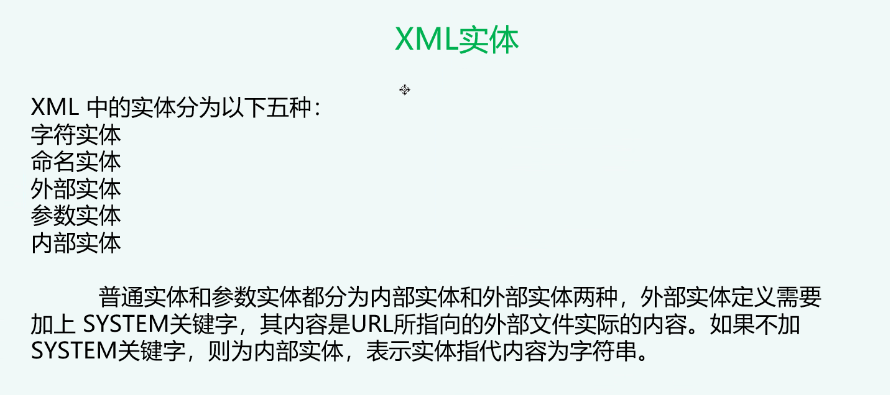 XML实体
XML 中的实体分为以下五种：
字符实体
命名实体
外部实体
参数实体
内部实体
普通实体和参数实体都分为内部实体和外部实体两种，外部实体定义需要
加上 SYSTEM关键字，其内容是URL所指向的外部文件实际的内容。如果不加
SYSTEM关键字，则为内部实体，表示实体指代内容为字符串。